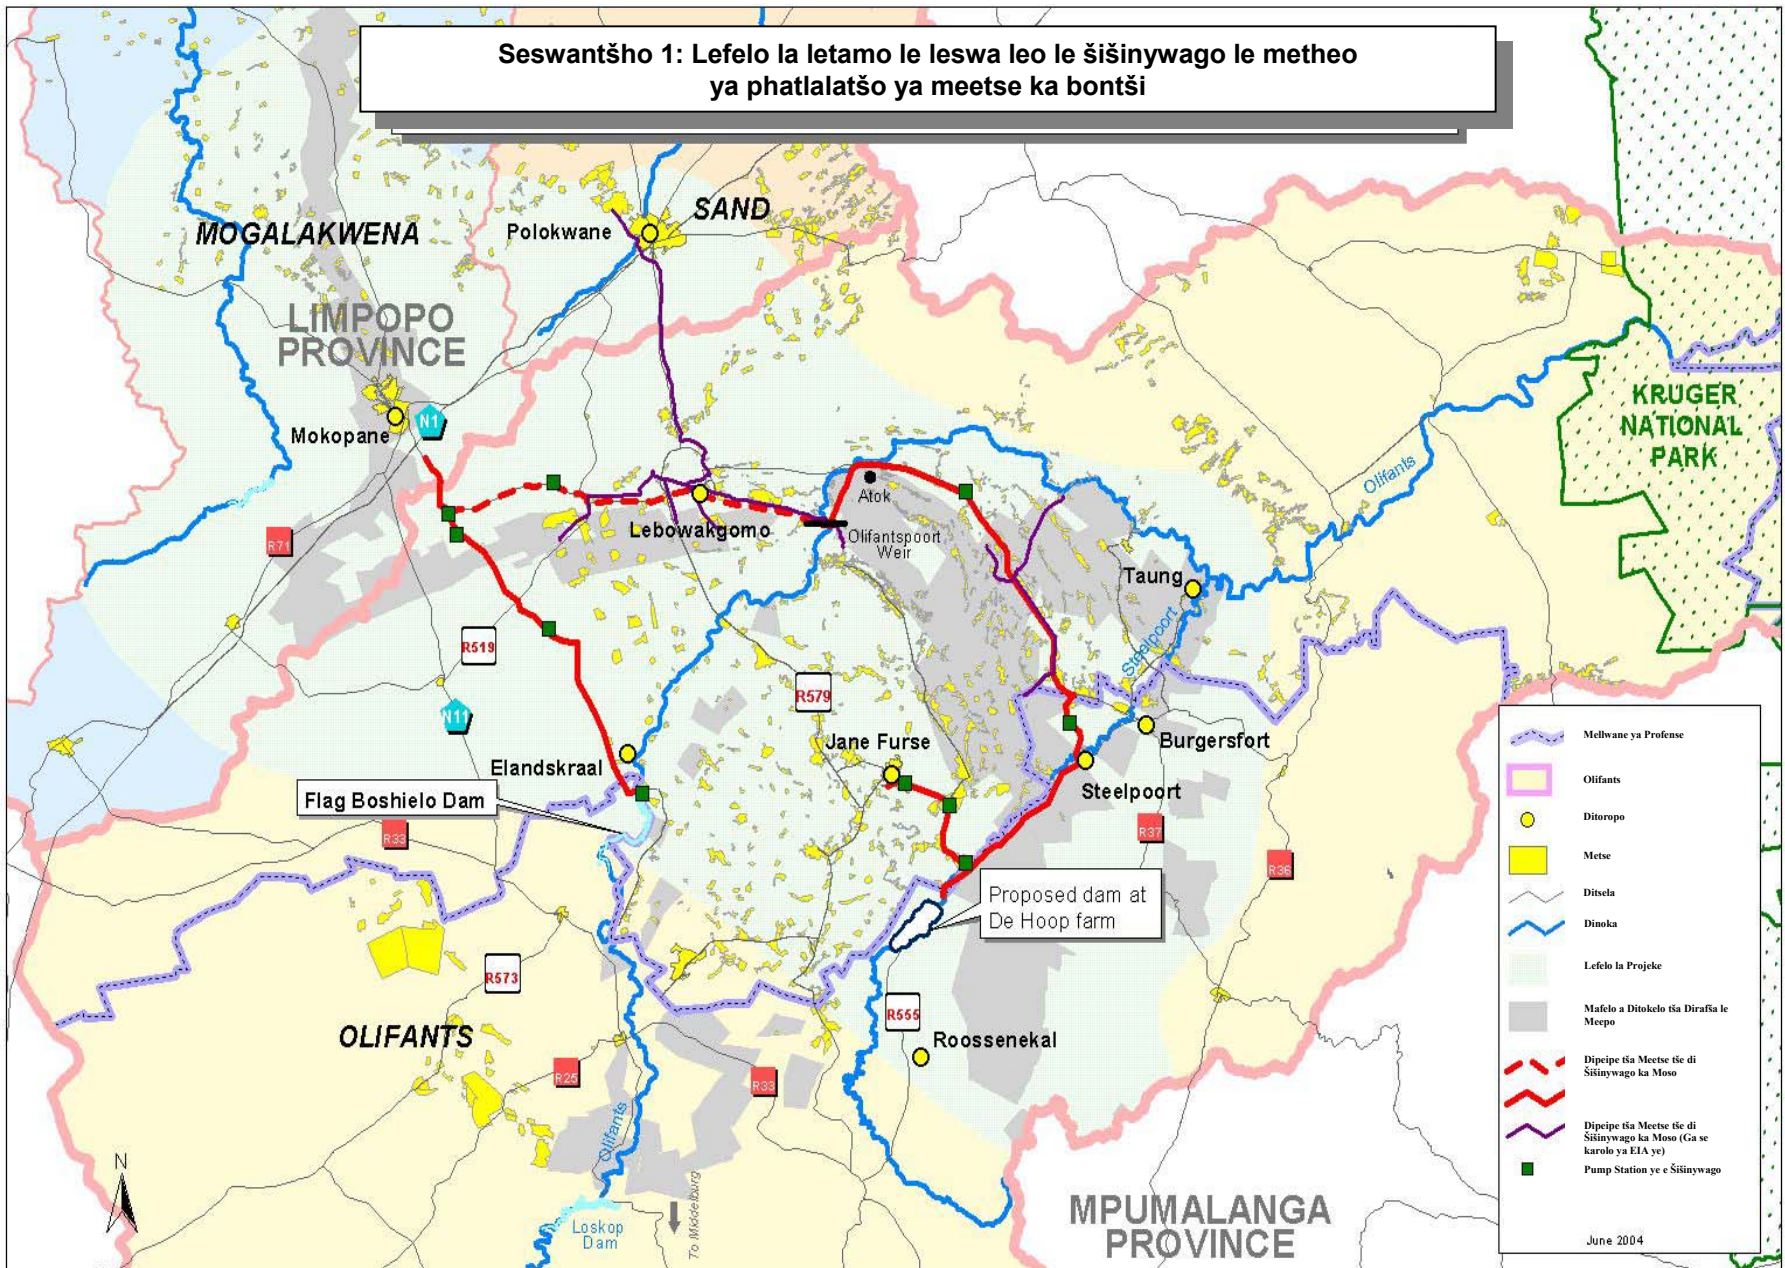 Seswantšho 1: Lefelo la letamo le leswa leo le šišinywago le metheo
ya phatlalatšo ya meetse ka bontši
MOGALAKWENA
SAND
Polokwane
LIMPOPO
PROVINCE
Mokopane
N1
KRUGER
NATIONAL
PARK
Olifants
Atok
Lebowakgomo
Olifantspoort
Weir
R71
Taung
Steelpoort
R519
R579
N11
Jane Furse
Burgersfort
Elandskraal
Steelpoort
Flag Boshielo Dam
R33
R37
R36
Proposed dam at
De Hoop farm
R573
R555
OLIFANTS
Roossenekal
R25
R33
Olifants
N
Loskop
Dam
To Middelburg
MPUMALANGA
PROVINCE
Mellwane ya Profense
Olifants
Ditoropo
Metse
Ditsela
Dinoka
Lefelo la Projeke
Mafelo a Ditokelo tša Dirafša le
Meepo
Dipeipe tša Meetse tše di
Šišinywago ka Moso
Dipeipe tša Meetse tše di
Šišinywago ka Moso (Ga se
karolo ya EIA ye)
Pump Station ye e Šišinywago
June 2004